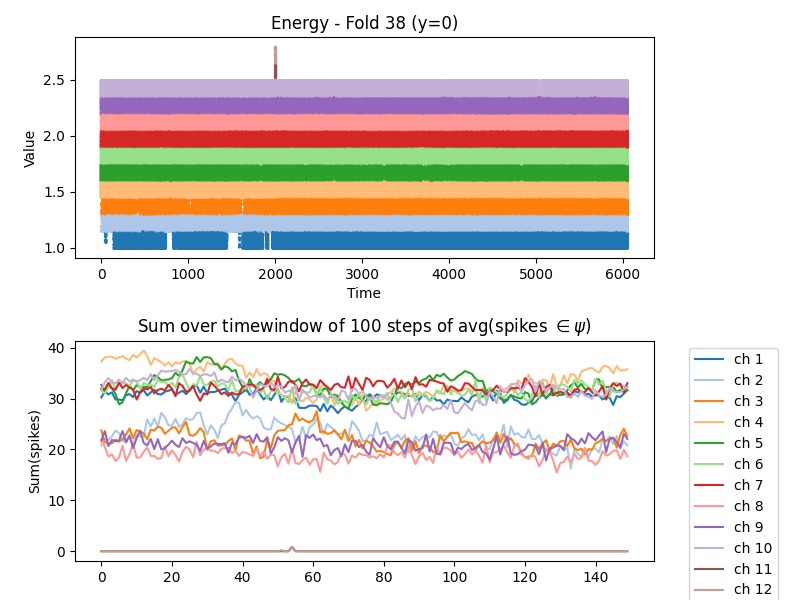 Energy - Fold 38 (y=0)
Value
2.5
2.0
1.5
1.0
0 1000 2000 3000 4000 5000 6000
Time
Sum over timewindow of 100 steps of avg(spikes ∈ ψ)
Sum(spikes)
40
30
20
10
0
0 20 40 60 80 100 120 140
ch 1
ch 2
ch 3
ch 4
ch 5
ch 6
ch 7
ch 8
ch 9
ch 10
ch 11
ch 12